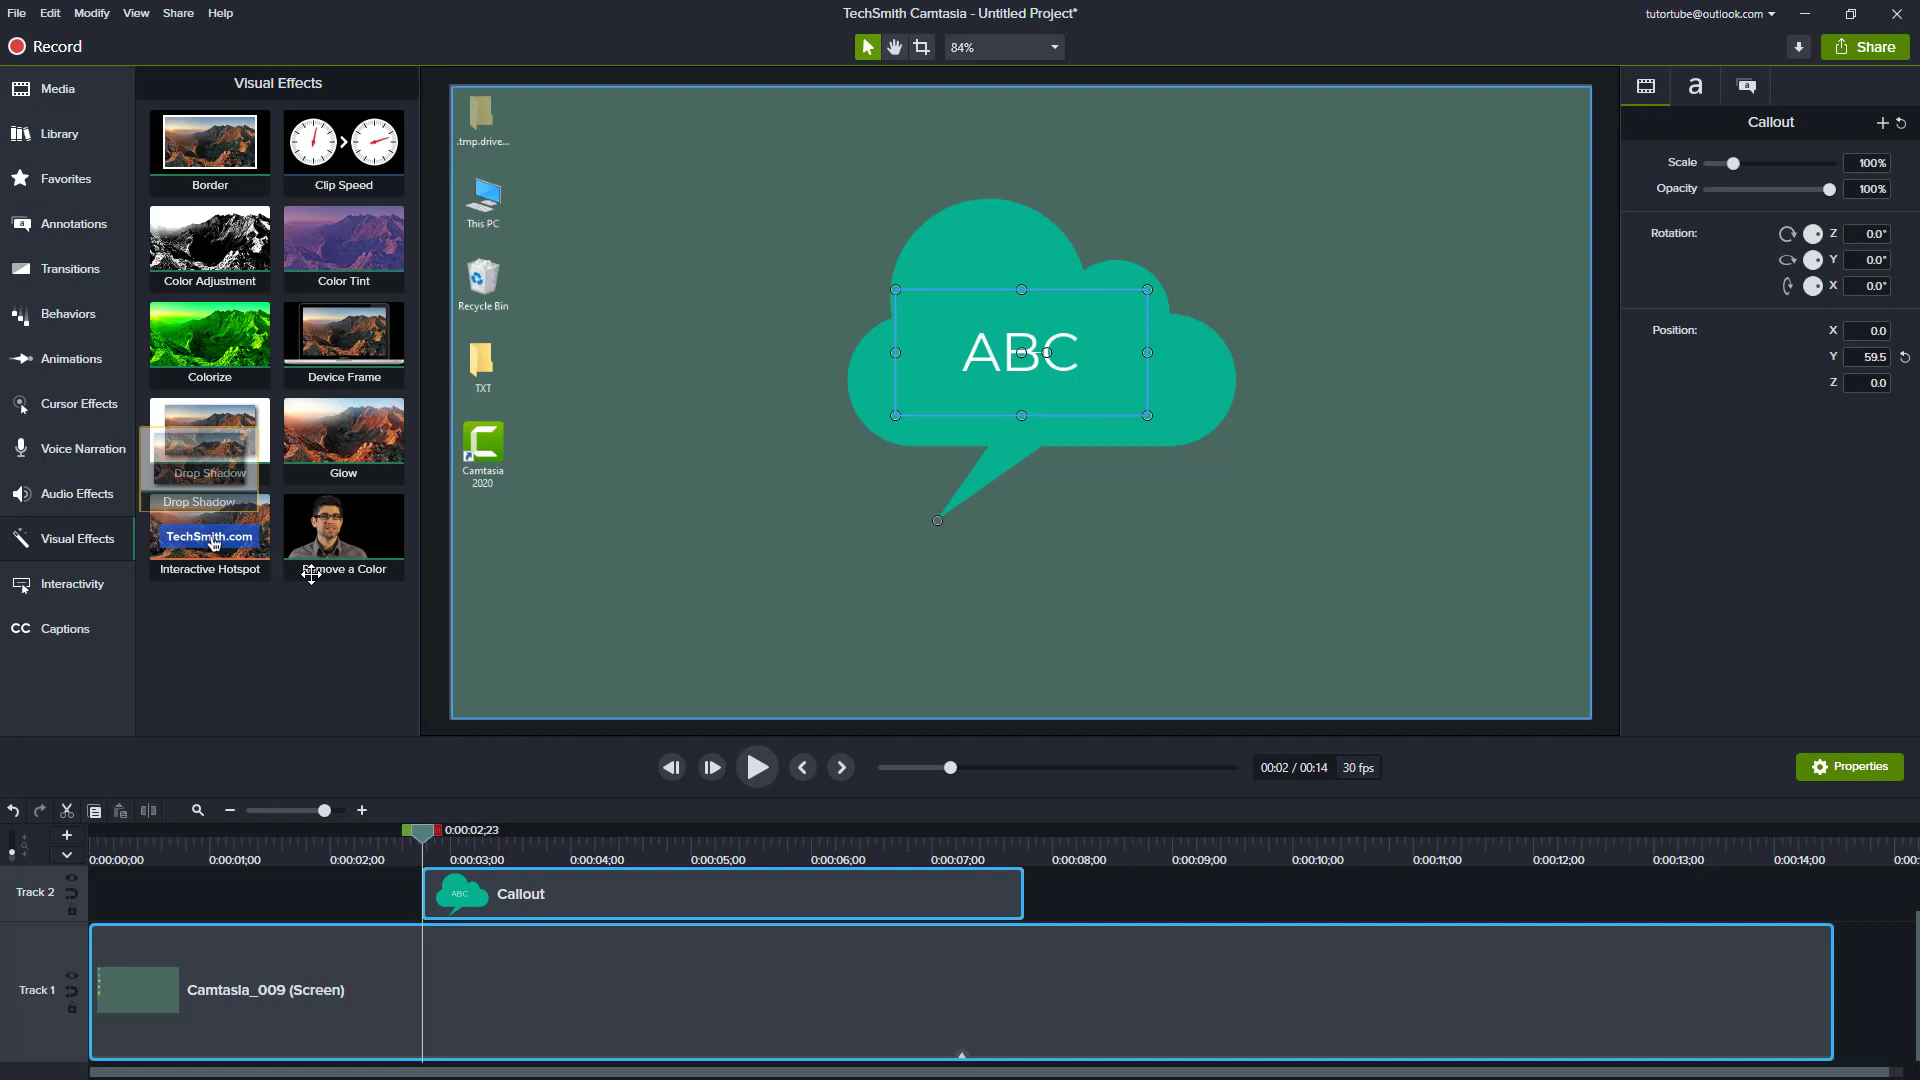 File Edit Modify View Share Help
TechSmith Camtasia - Untitled Project*
tutortube@outlook.com
Record
84%
Share
Media
Library
Favorites
Annotations
Transitions
Behaviors
Animations
Cursor Effects
Voice Narration
Audio Effects
Visual Effects
Interactivity
CC Captions
Visual Effects
Border
Clip Speed
Color Adjustment
Color Tint
Colorize
Device Frame
Drop Shadow
Glow
Drop Shadow
TechSmith.com
Interactive Hotspot
Remove a Color
.tmp.drive...
This PC
Recycle Bin
TXT
Camtasia
2020
ABC
a
a
Callout
Scale 100%
Opacity 100%
Rotation: Z 0.0°
Y 0.0°
X 0.0°
Position: X 0.0
Y 59.5
Z 0.0
00:02 / 00:14 30 fps
Properties
0:00:02;23
0:00:00;00 0:00:01;00 0:00:02;00 0:00:03;00 0:00:04;00 0:00:05;00 0:00:06;00 0:00:07;00 0:00:08;00 0:00:09;00 0:00:10;00 0:00:11;00 0:00:12;00 0:00:13;00 0:00:14;00 0:00:
Track 2
ABC
Callout
Track 1
Camtasia_009 (Screen)